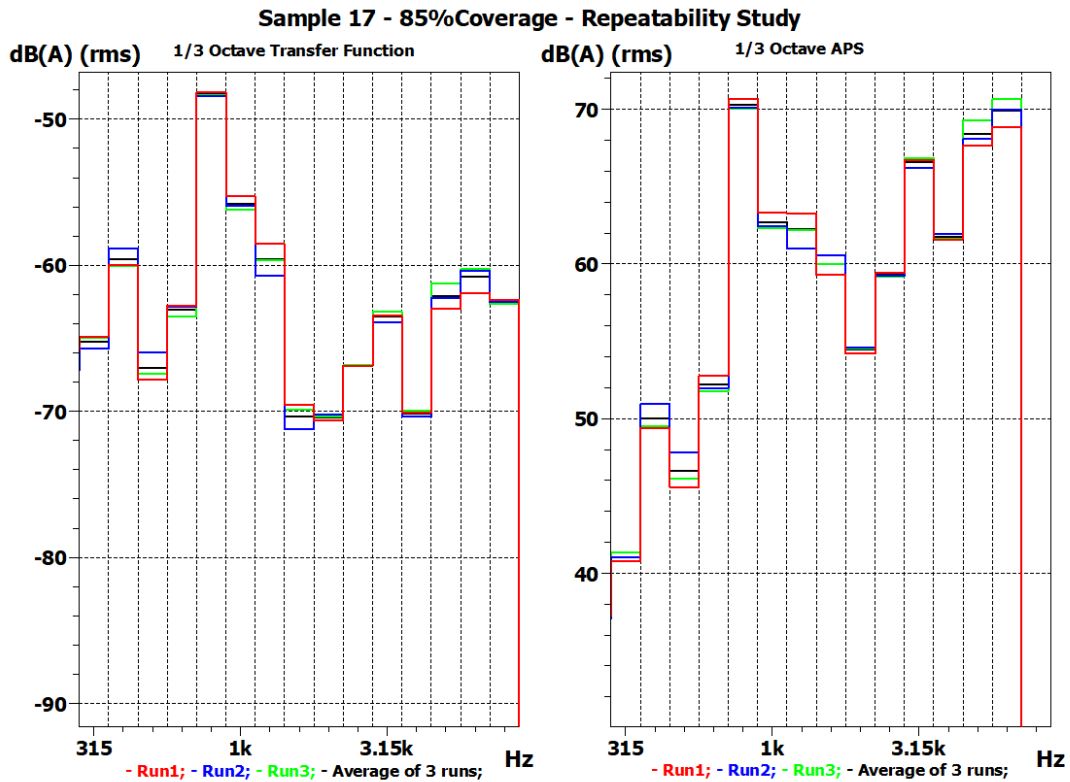 Sample 17 - 85%Coverage - Repeatability Study
dB(A) (rms)
1/3 Octave Transfer Function
-50
-60
-70
-80
-90
315
1k
3.15k
Hz
- Run1; - Run2; - Run3; - Average of 3 runs;
dB(A) (rms)
1/3 Octave APS
70
60
50
40
315
1k
3.15k
Hz
- Run1; - Run2; - Run3; - Average of 3 runs;